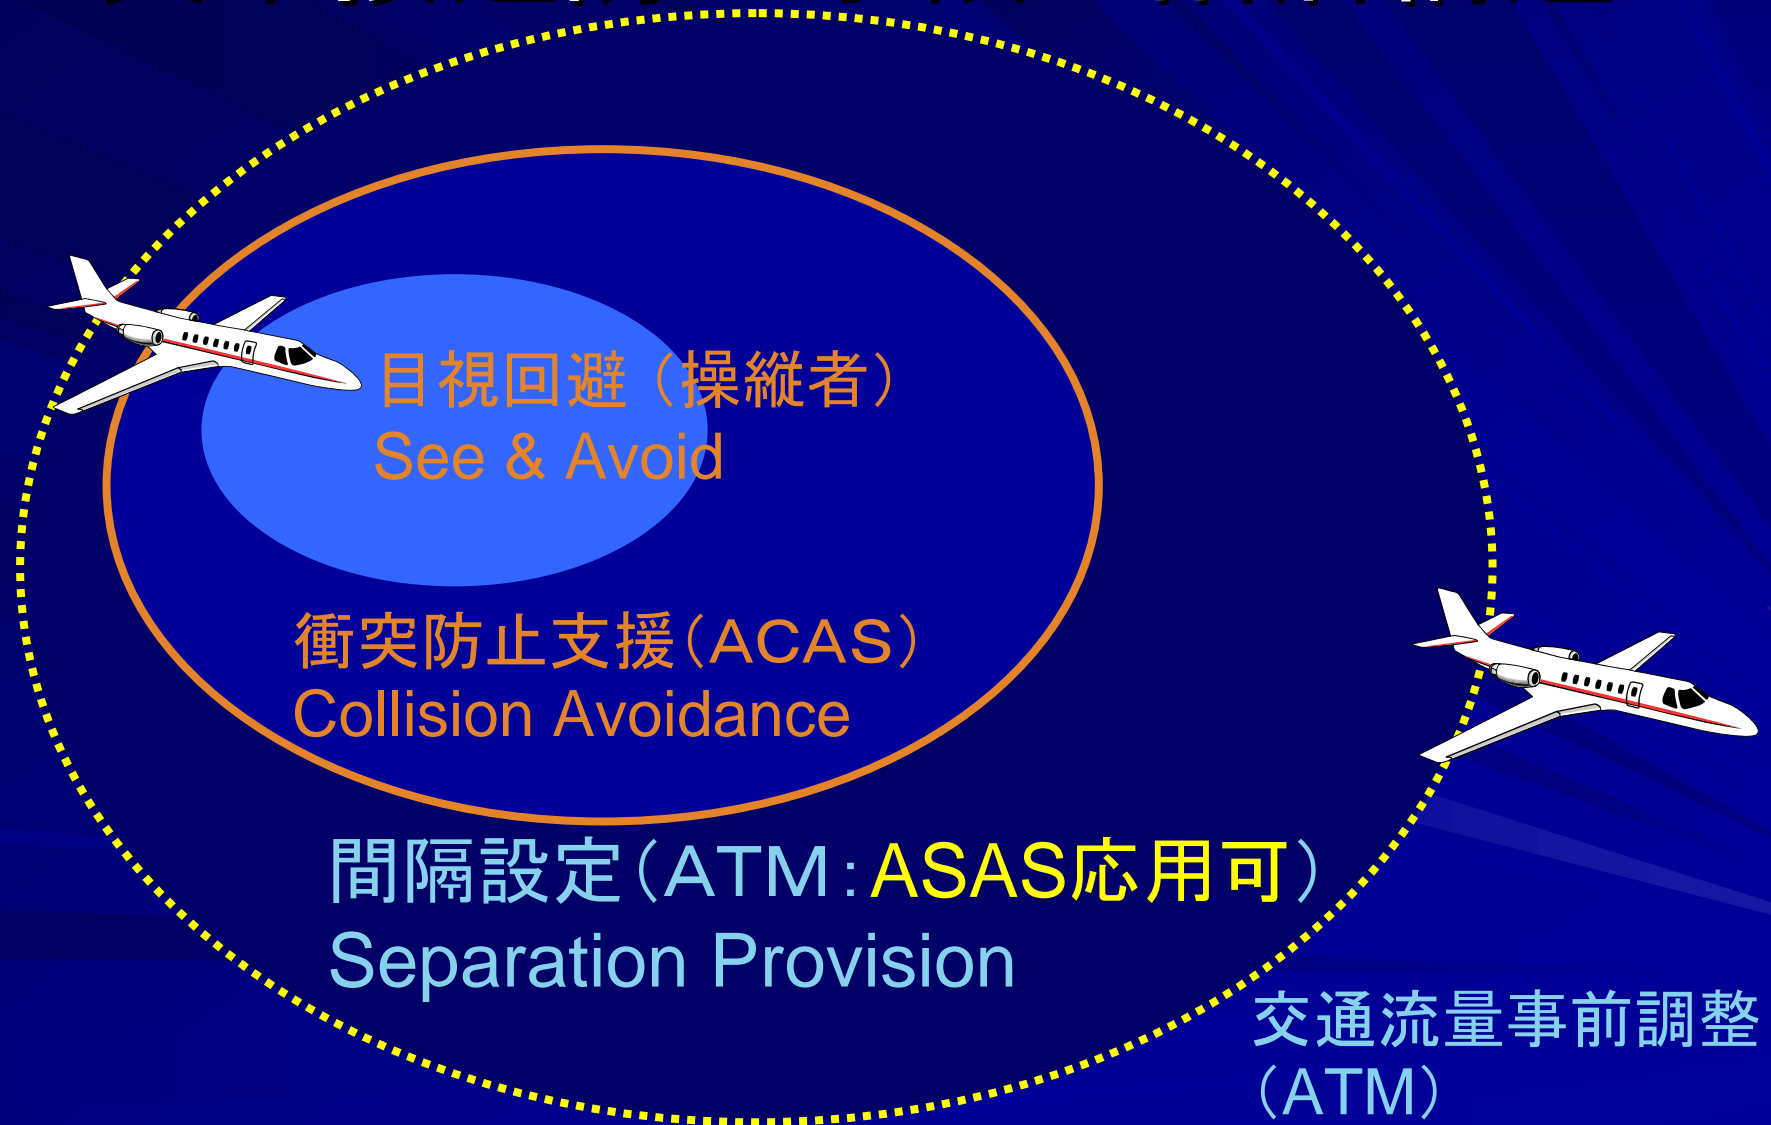 目視回避（操縦者）
See & Avoid
衝突防止支援（ACAS）
Collision Avoidance
間隔設定（ATM：ASAS応用可）
Separation Provision
交通流量事前調整
（ATM）